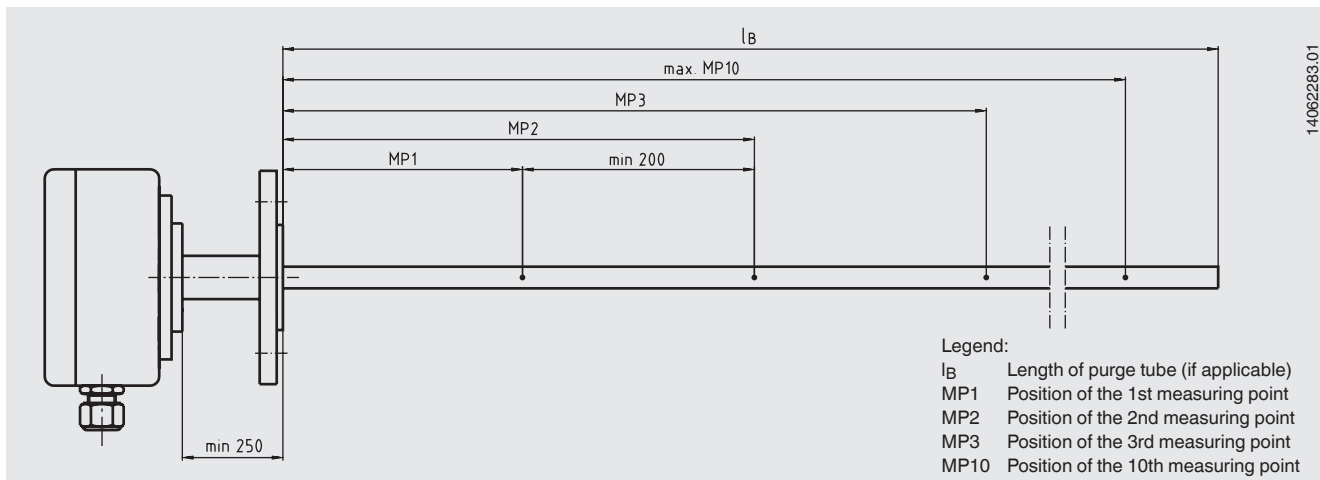 lB
max. MP10
MP3
MP2
MP1
min 200
min 250
14062283.01
Legend:
lB Length of purge tube (if applicable)
MP1 Position of the 1st measuring point
MP2 Position of the 2nd measuring point
MP3 Position of the 3rd measuring point
MP10 Position of the 10th measuring point